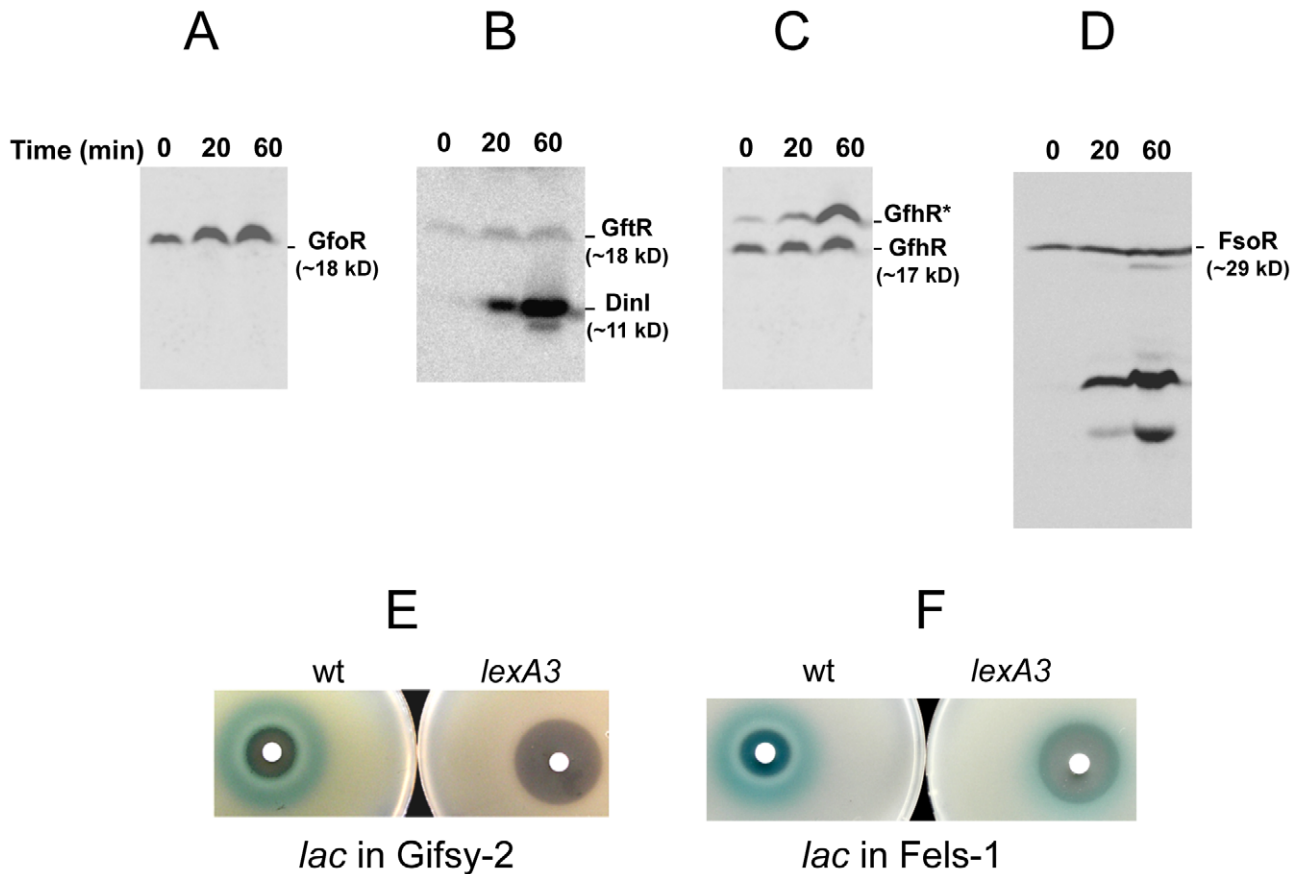 A B C D
Time (min) 0 20 60
0 20 60
0 20 60
0 20 60
GfoR
(~18 kD)
GftR
(~18 kD)
DinI
(~11 kD)
GfhR*
GfhR
(~17 kD)
FsoR
(~29 kD)
E F
wt lexA3
wt lexA3
lac in Gifsy-2
lac in Fels-1